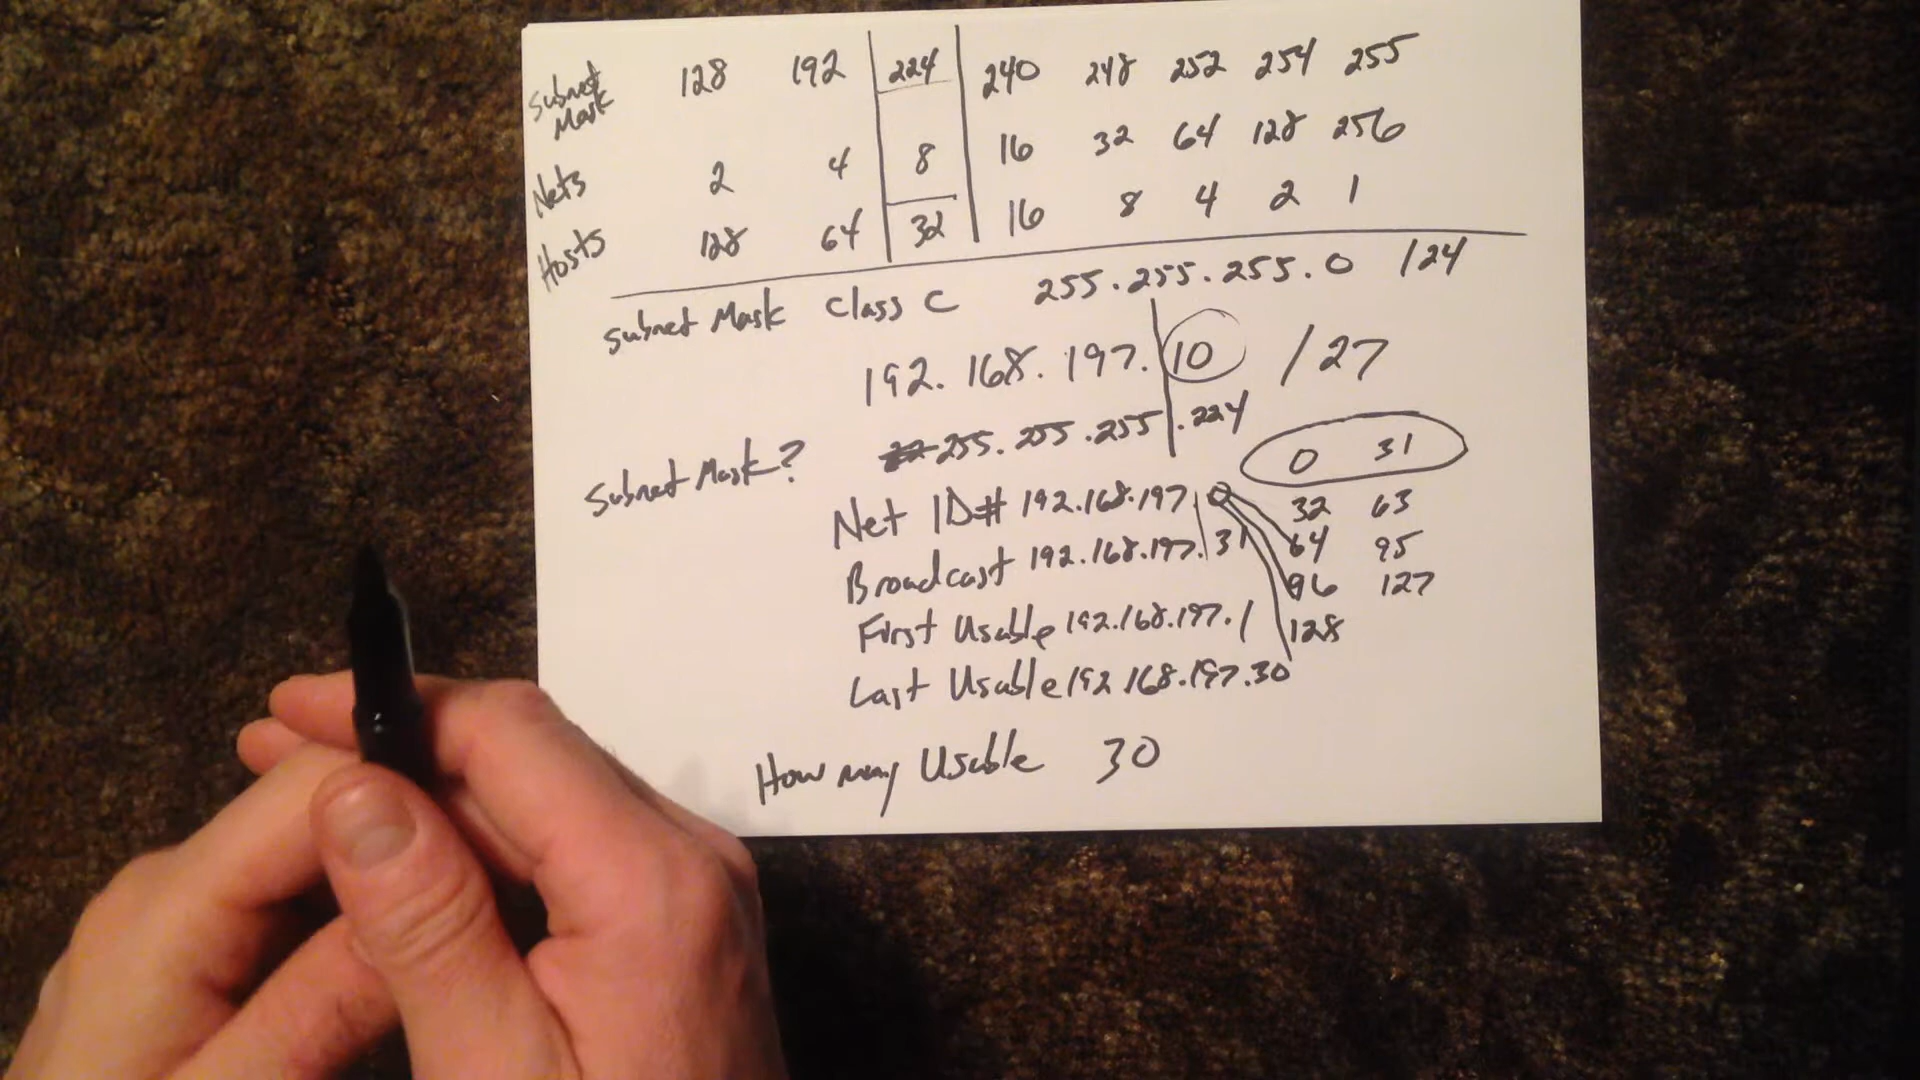 Subnet Mask 128 192 224 240 248 252 254 255
Nets 2 4 8 16 32 64 128 256
Hosts 128 64 32 16 8 4 2 1
Subnet Mask Class C 255.255.255.0 /24
192.168.197.10 /27
Subnet Mask? 255.255.255.224
0 31
Net ID# 192.168.197 0 32 63
Broadcast 192.168.197.31 64 95
96 127
First Usable 192.168.197.1 128
Last Usable 192.168.197.30
How many Usable 30